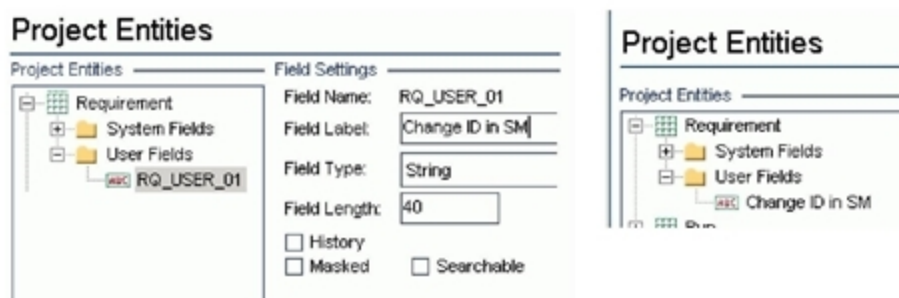 Project Entities
Project Entities
Requirement
System Fields
User Fields
ABC RQ_USER_01
Field Settings
Field Name: RQ_USER_01
Field Label: Change ID in SM
Field Type: String
Field Length: 40
History
Masked Searchable
Project Entities
Project Entities
Requirement
System Fields
User Fields
ABC Change ID in SM